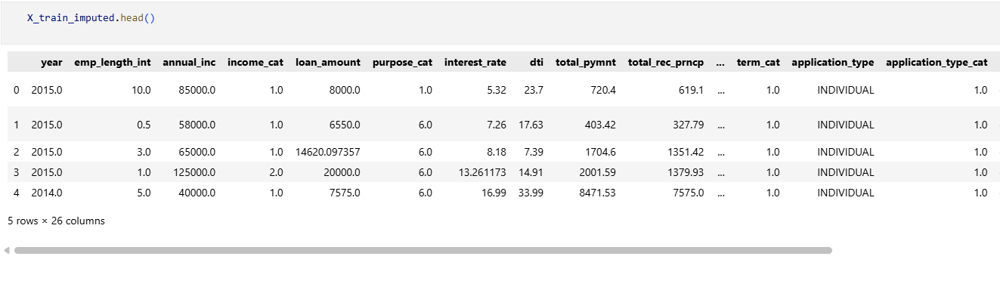 X_train_imputed.head()
year emp_length_int annual_inc income_cat loan_amount purpose_cat interest_rate dti total_pymnt total_rec_prncp ... term_cat application_type application_type_cat
0 2015.0 10.0 85000.0 1.0 8000.0 1.0 5.32 23.7 720.4 619.1 ... 1.0 INDIVIDUAL 1.0
1 2015.0 0.5 58000.0 1.0 6550.0 6.0 7.26 17.63 403.42 327.79 ... 1.0 INDIVIDUAL 1.0
2 2015.0 3.0 65000.0 1.0 14620.097357 6.0 8.18 7.39 1704.6 1351.42 ... 1.0 INDIVIDUAL 1.0
3 2015.0 1.0 125000.0 2.0 20000.0 6.0 13.261173 14.91 2001.59 1379.93 ... 1.0 INDIVIDUAL 1.0
4 2014.0 5.0 40000.0 1.0 7575.0 6.0 16.99 33.99 8471.53 7575.0 ... 1.0 INDIVIDUAL 1.0
5 rows × 26 columns